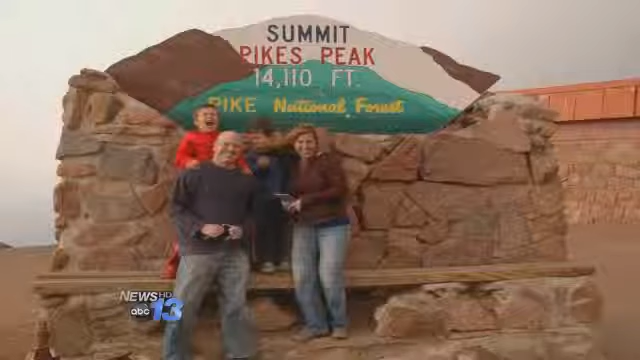 SUMMIT
PIKES PEAK
14,110 FT.
PIKE National Forest
NEWS HD
abc 13